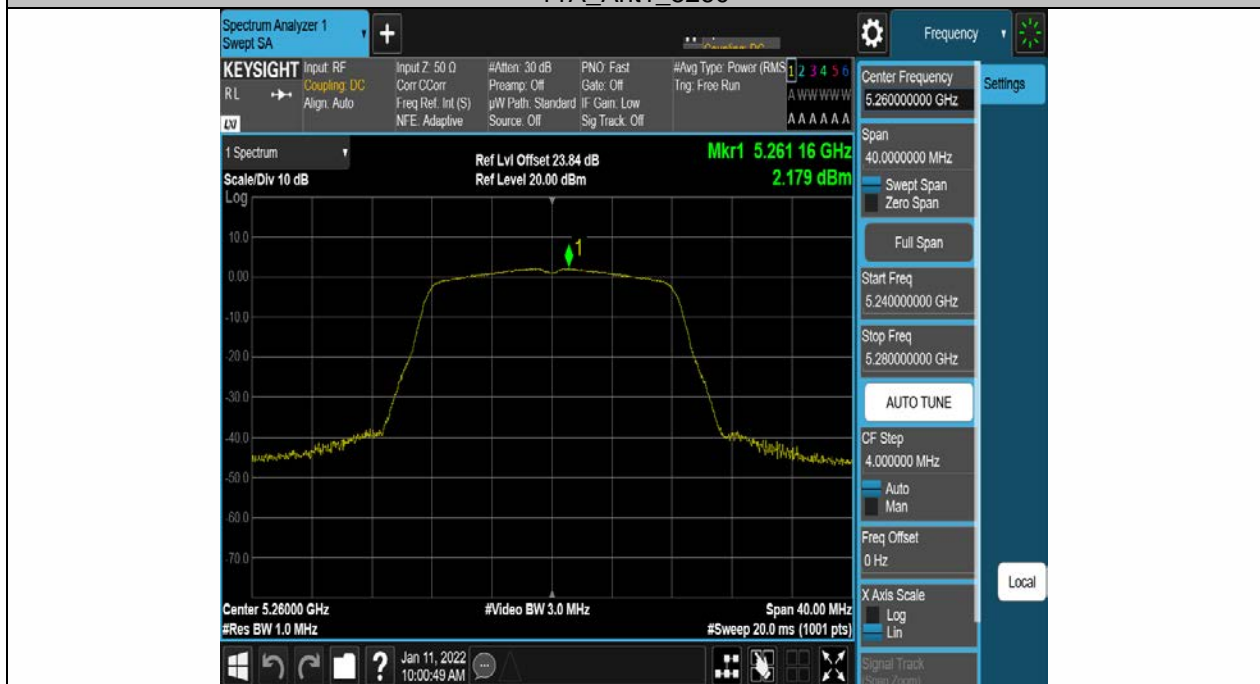 Spectrum Analyzer 1
Swept SA
+
Frequency
KEYSIGHT
RL
LXI
Input: RF
Coupling: DC
Align: Auto
Input Z: 50 Ω
Corr CCorr
Freq Ref: Int (S)
NFE: Adaptive
#Atten: 30 dB
Preamp: Off
µW Path: Standard
Source: Off
PNO: Fast
Gate: Off
IF Gain: Low
Sig Track: Off
#Avg Type: Power (RMS
Trig: Free Run
1 2 3 4 5 6
A W W W W W
A A A A A A
1 Spectrum
Scale/Div 10 dB
Ref Lvl Offset 23.84 dB
Ref Level 20.00 dBm
Mkr1 5.261 16 GHz
2.179 dBm
Log
10.0
0.00
-10.0
-20.0
-30.0
-40.0
-50.0
-60.0
-70.0
1
Center 5.26000 GHz
#Video BW 3.0 MHz
Span 40.00 MHz
#Res BW 1.0 MHz
#Sweep 20.0 ms (1001 pts)
Center Frequency
5.260000000 GHz
Settings
Span
40.0000000 MHz
Swept Span
Zero Span
Full Span
Start Freq
5.240000000 GHz
Stop Freq
5.280000000 GHz
AUTO TUNE
CF Step
4.000000 MHz
Auto
Man
Freq Offset
0 Hz
X Axis Scale
Log
Lin
Local
Signal Track
(Span Zoom)
?
Jan 11, 2022
10:00:49 AM